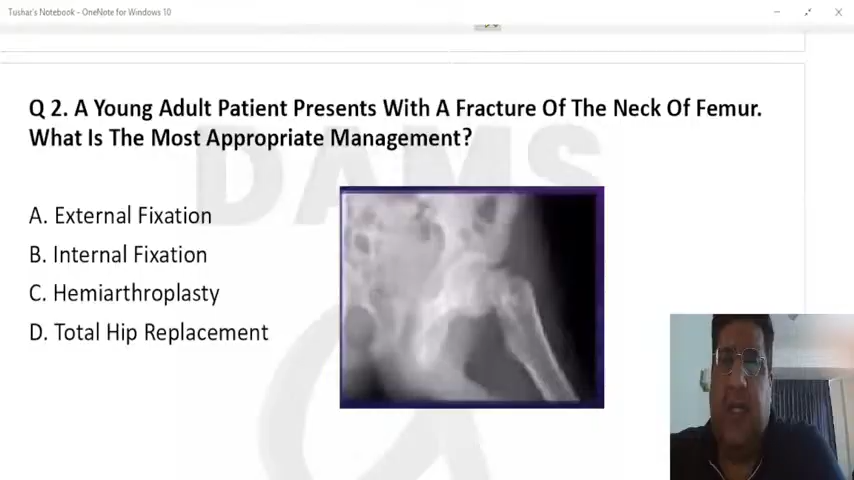 Tushar's Notebook - OneNote for Windows 10
Q 2. A Young Adult Patient Presents With A Fracture Of The Neck Of Femur.
What Is The Most Appropriate Management?
DAMS
A. External Fixation
B. Internal Fixation
C. Hemiarthroplasty
D. Total Hip Replacement